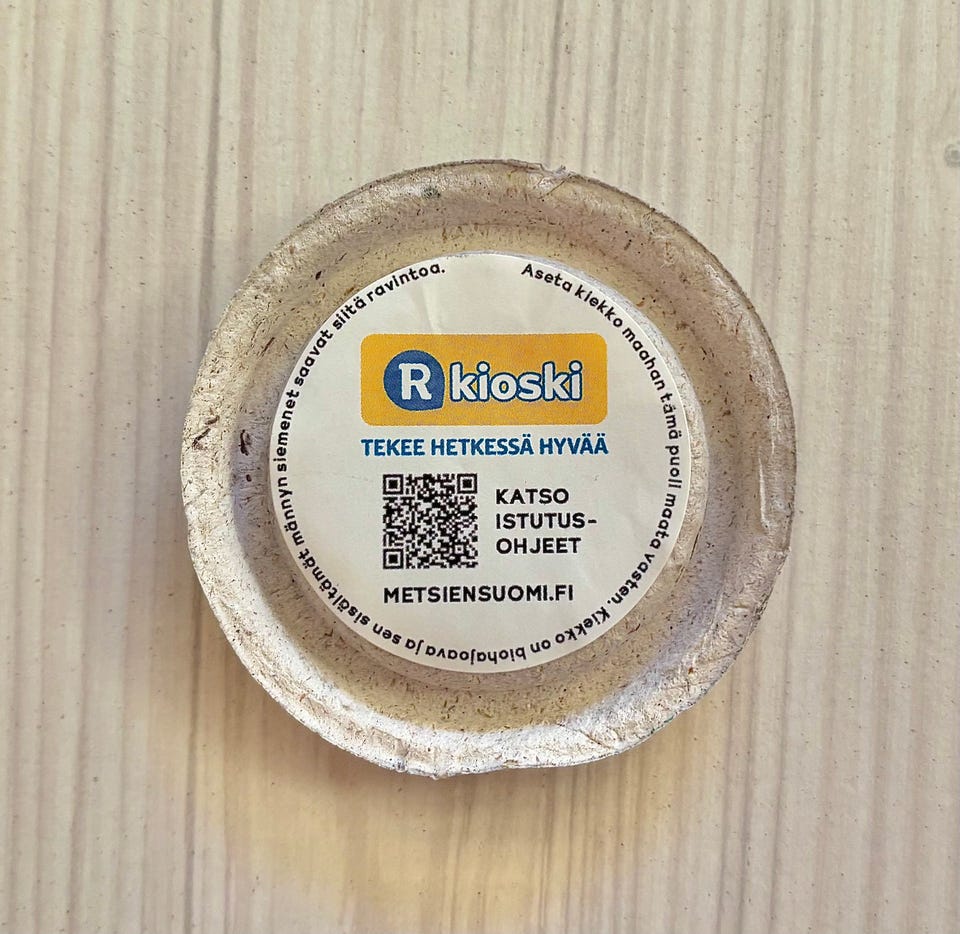 Aseta kiekko maahan tämä puoli maata vasten. Kiekko on biohajoava ja sen sisältämät männyn siemenet saavat siitä ravintoa.
R kioski
TEKEE HETKESSÄ HYVÄÄ
KATSO
ISTUTUS-
OHJEET
METSIENSUOMI.FI